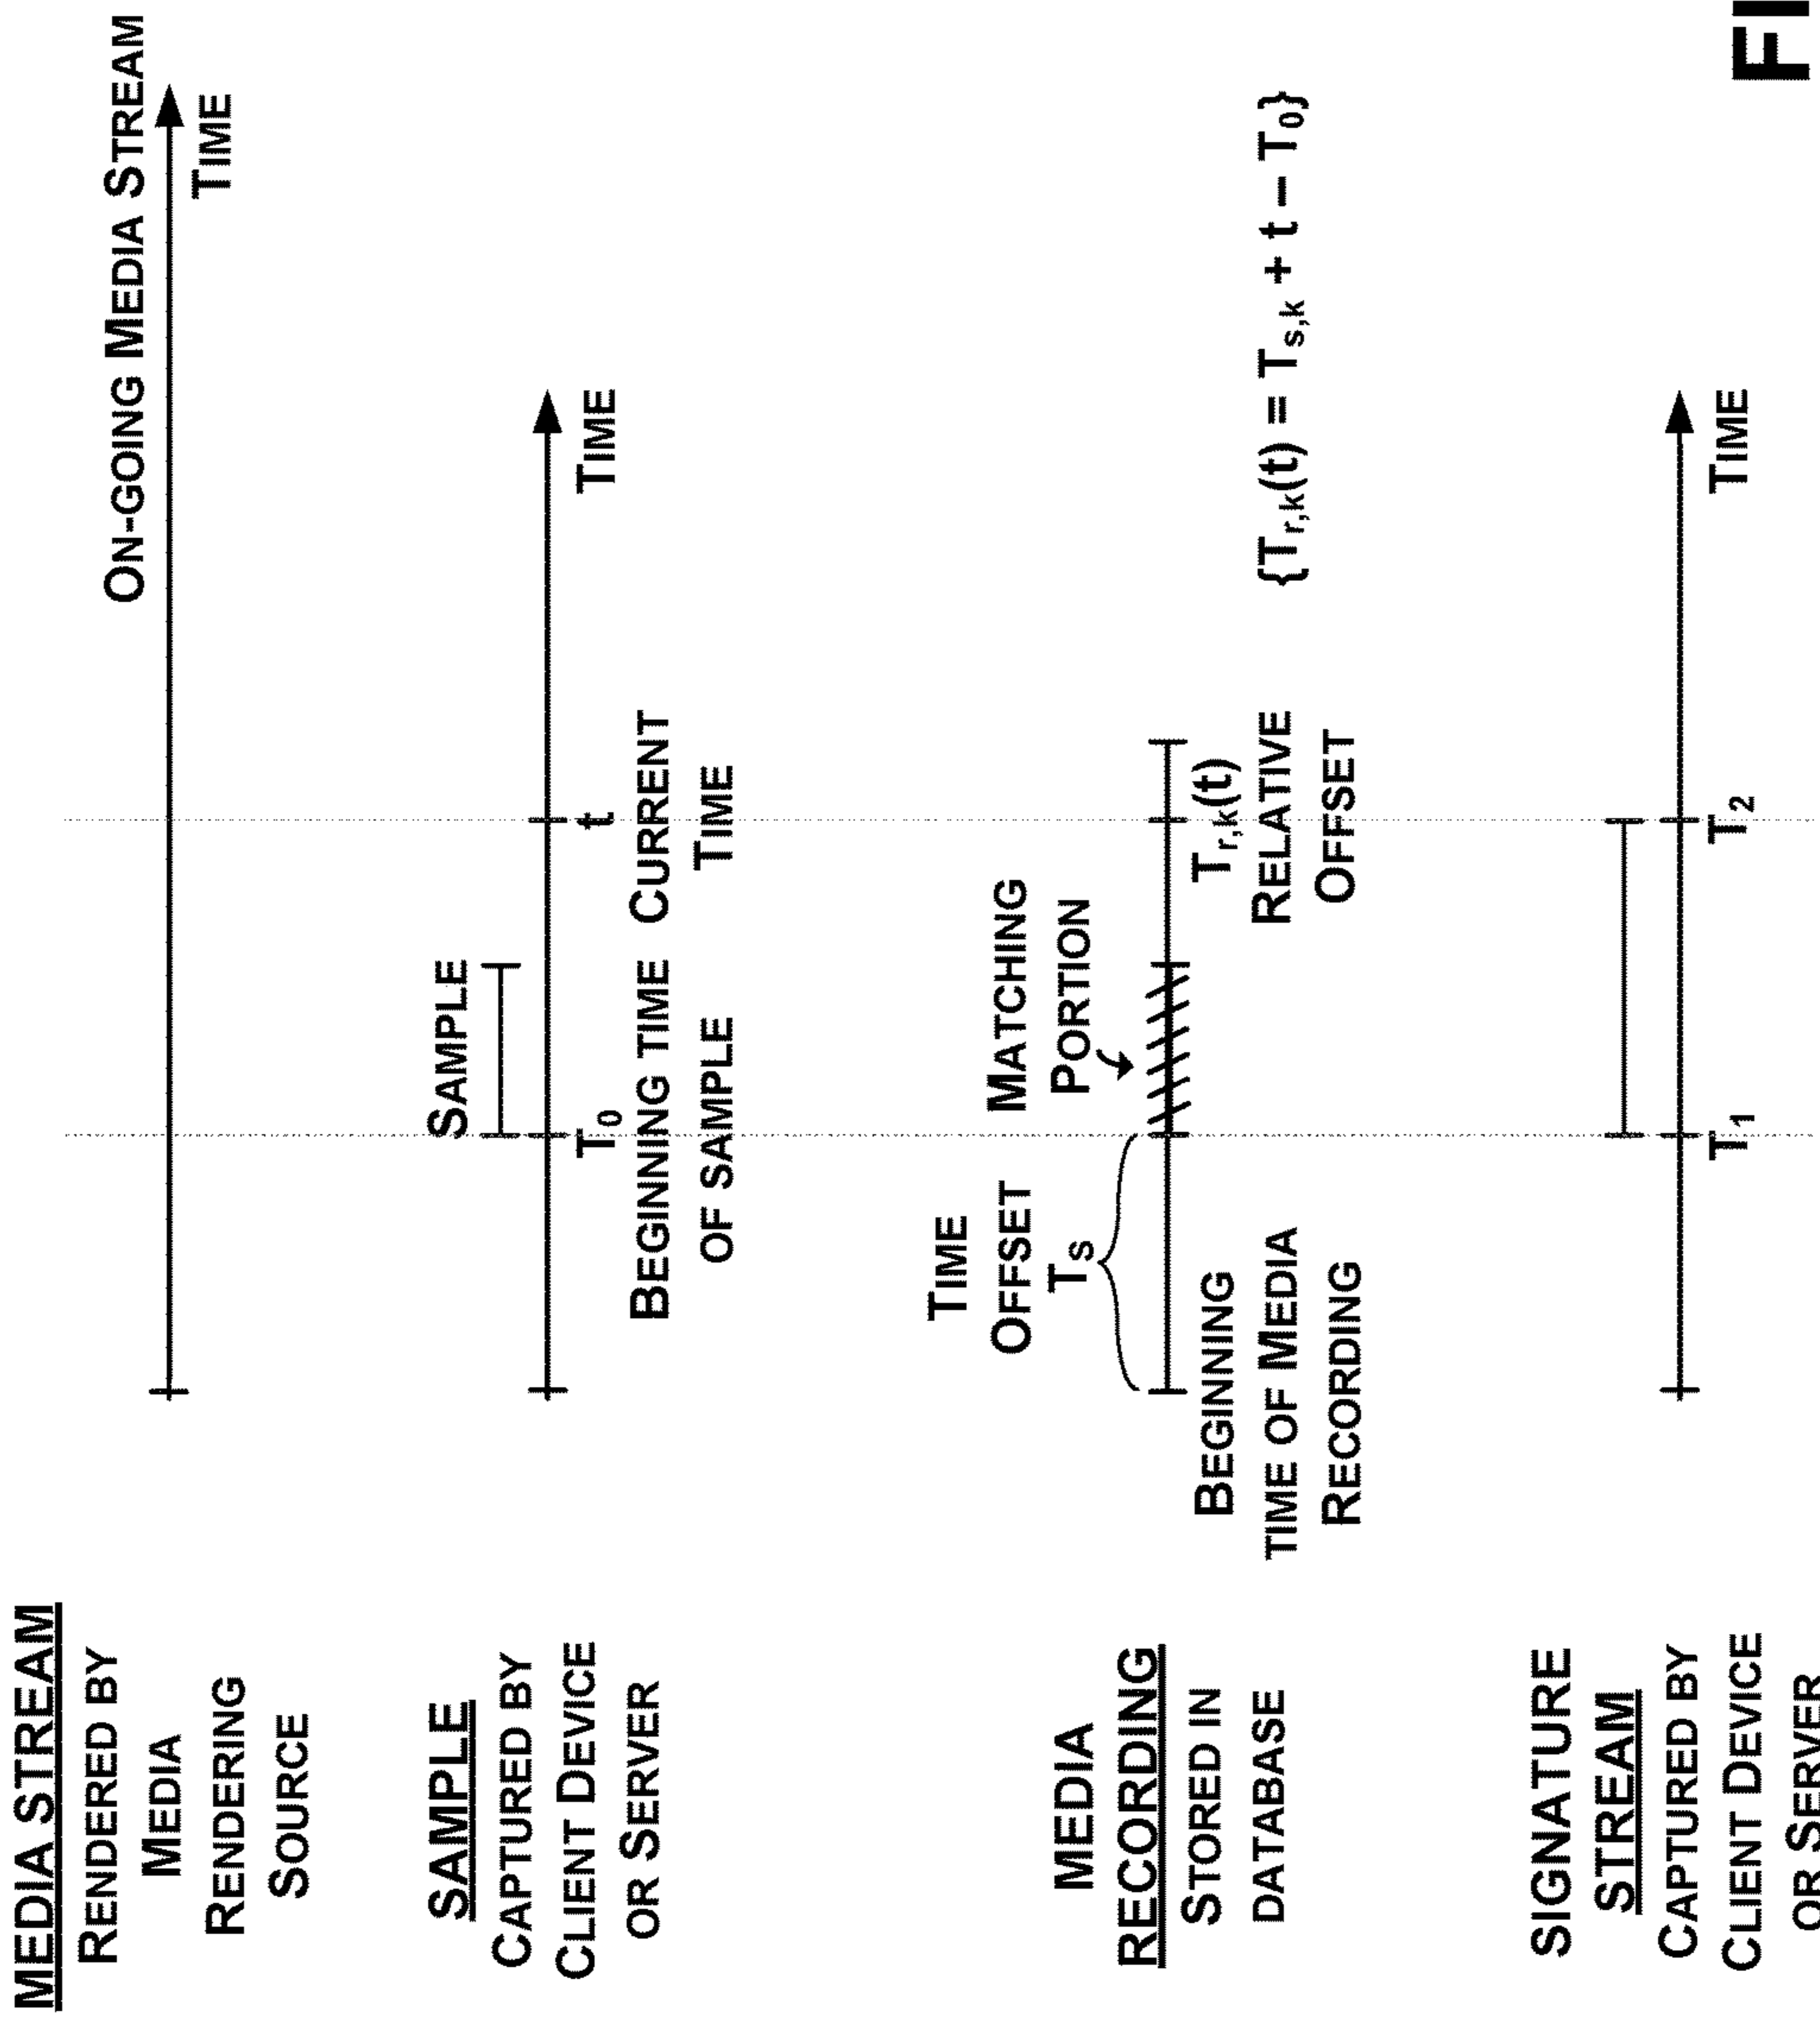 MEDIA STREAM
RENDERED BY
MEDIA
RENDERING
SOURCE
ON-GOING MEDIA STREAM
TIME
SAMPLE
CAPTURED BY
CLIENT DEVICE
OR SERVER
SAMPLE
T0
BEGINNING TIME
OF SAMPLE
t
CURRENT
TIME
TIME
MEDIA
RECORDING
STORED IN
DATABASE
TIME
OFFSET
Ts
BEGINNING
TIME OF MEDIA
RECORDING
MATCHING
PORTION
Tr,k(t)
RELATIVE
OFFSET
{Tr,k(t) = Ts,k + t – T0}
SIGNATURE
STREAM
CAPTURED BY
CLIENT DEVICE
OR SERVER
T1
T2
TIME
FI